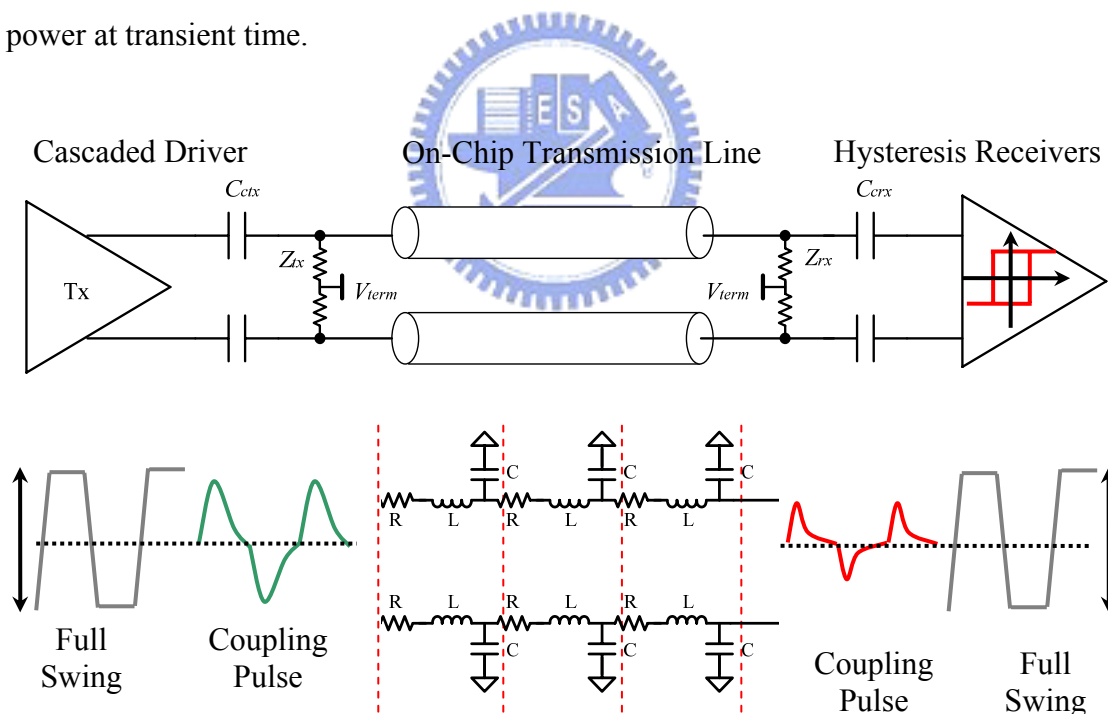 power at transient time.
E S A
Cascaded Driver
On-Chip Transmission Line
Hysteresis Receivers
Cctx
Ccrx
Ztx
Zrx
Tx
Vterm
Vterm
C C C
R L R L R L
R L R L R L
C C C
Full
Swing
Coupling
Pulse
Coupling
Pulse
Full
Swing